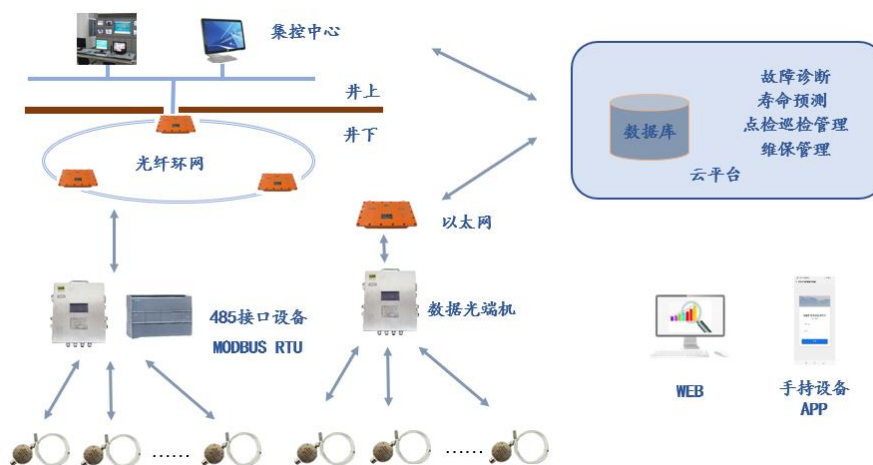 集控中心
井上
井下
光纤环网
故障诊断
寿命预测
点检巡检管理
维保管理
数据库
云平台
以太网
485接口设备
MODBUS RTU
数据光端机
WEB
手持设备
APP
......
......